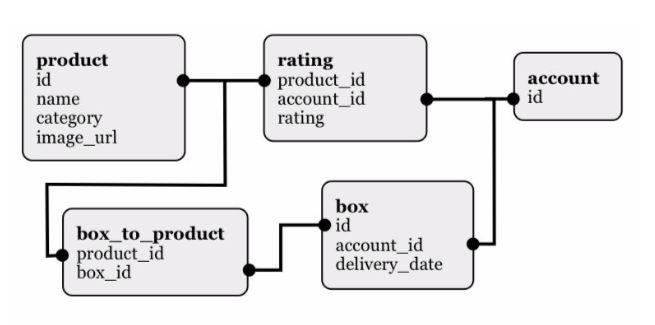 product
id
name
category
image_url
rating
product_id
account_id
rating
account
id
box_to_product
product_id
box_id
box
id
account_id
delivery_date